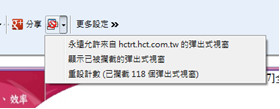 分享 更多設定 »
永遠允許來自 hctrt.hct.com.tw 的彈出式視窗
顯示已被攔截的彈出式視窗
重設計數 (已攔截 118 個彈出式視窗)
、效率